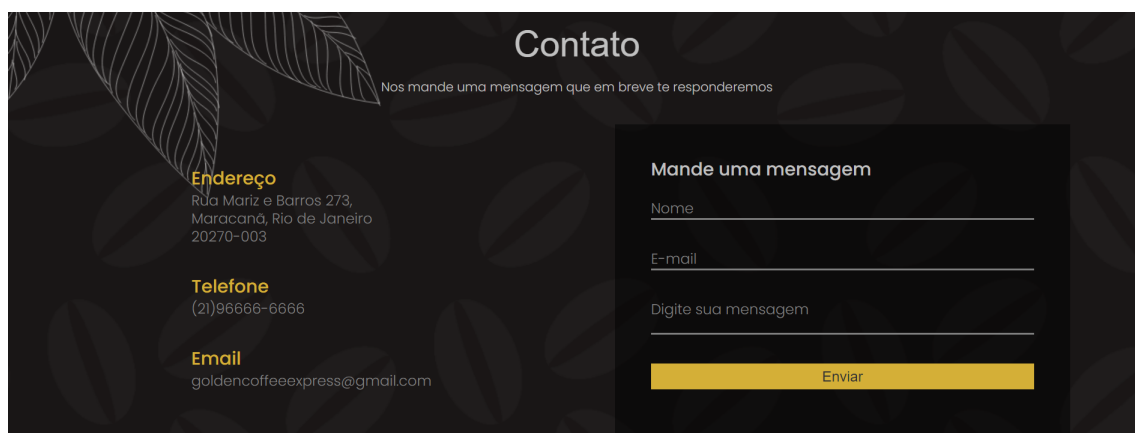 Contato
Nos mande uma mensagem que em breve te responderemos
Endereço
Rua Mariz e Barros 273,
Maracanã, Rio de Janeiro
20270-003
Telefone
(21)96666-6666
Email
goldencoffeeexpress@gmail.com
Mande uma mensagem
Nome
E-mail
Digite sua mensagem
Enviar